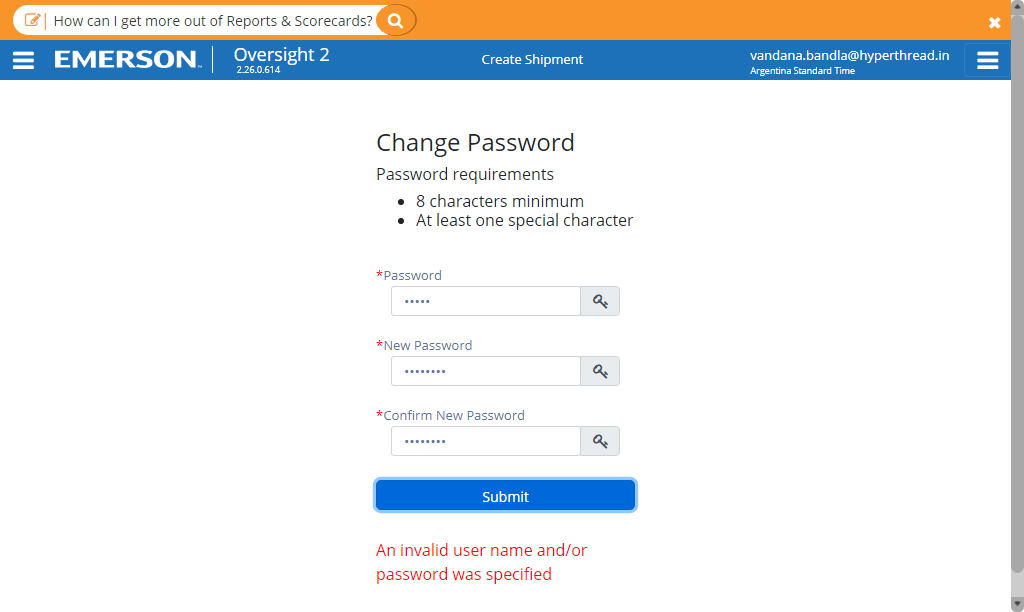 How can I get more out of Reports & Scorecards?
EMERSON
Oversight 2
2.26.0.614
Create Shipment
vandana.bandla@hyperthread.in
Argentina Standard Time
Change Password
Password requirements
• 8 characters minimum
• At least one special character
*Password
•••••
*New Password
••••••••
*Confirm New Password
••••••••
Submit
An invalid user name and/or
password was specified